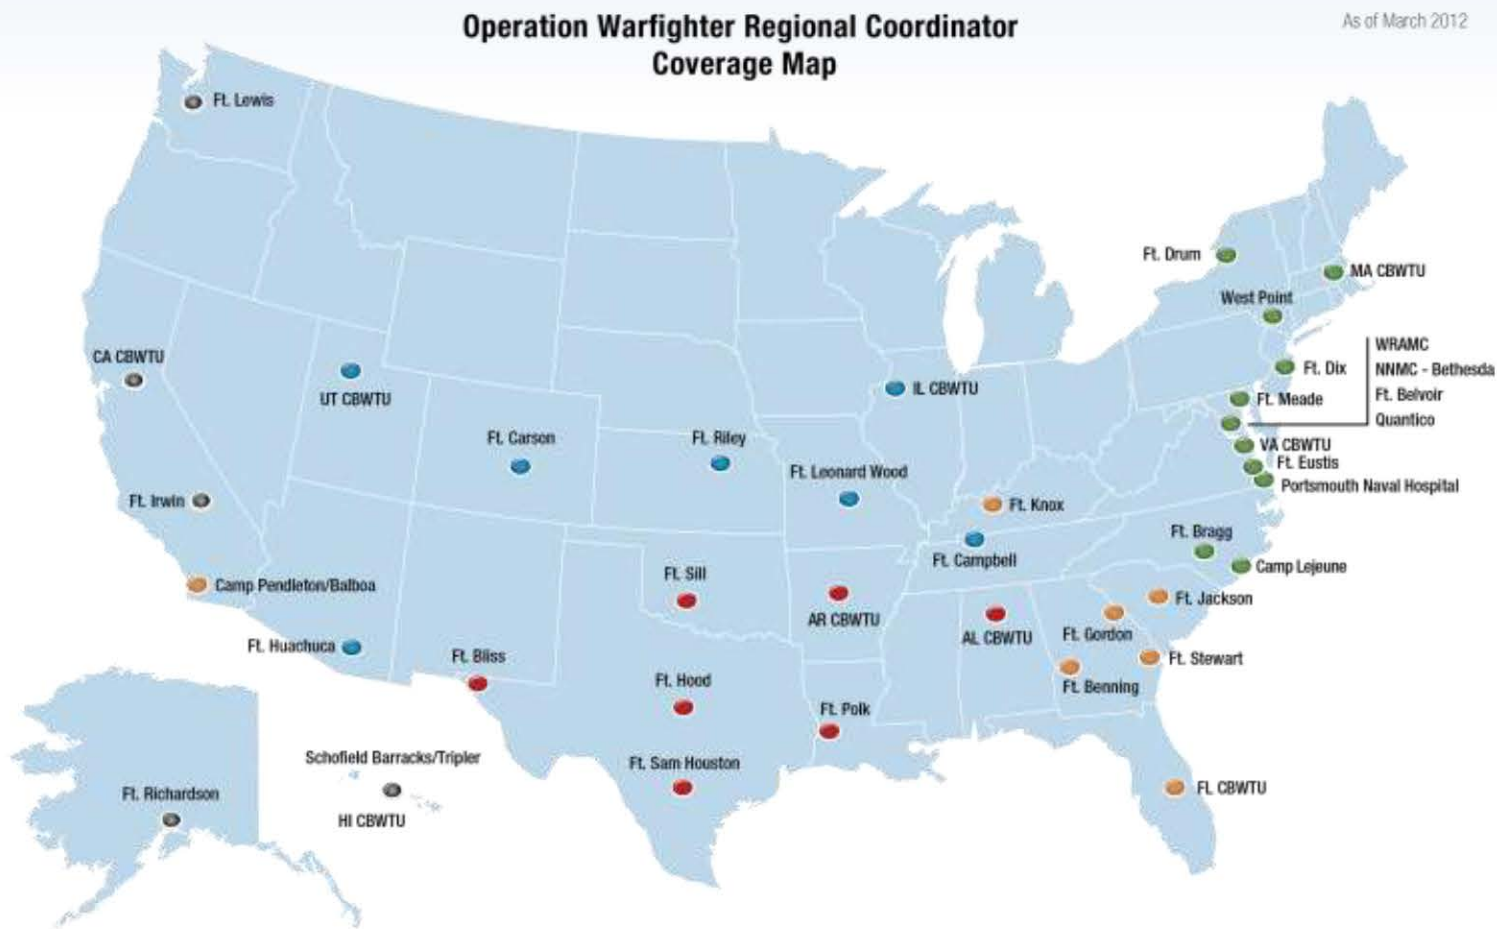 Operation Warfighter Regional Coordinator
Coverage Map
As of March 2012
Ft. Lewis
Ft. Drum
MA CBWTU
West Point
WRAMC
CA CBWTU
Ft. Dix
NNMC - Bethesda
UT CBWTU
IL CBWTU
Ft. Meade
Ft. Belvoir
Quantico
Ft. Carson
Ft. Riley
VA CBWTU
Ft. Eustis
Ft. Leonard Wood
Portsmouth Naval Hospital
Ft. Irwin
Ft. Knox
Ft. Bragg
Ft. Campbell
Camp Lejeune
Camp Pendleton/Balboa
Ft. Sill
Ft. Jackson
AR CBWTU
AL CBWTU
Ft. Gordon
Ft. Huachuca
Ft. Bliss
Ft. Stewart
Ft. Hood
Ft. Benning
Ft. Polk
Schofield Barracks/Tripler
Ft. Sam Houston
Ft. Richardson
FL CBWTU
HI CBWTU